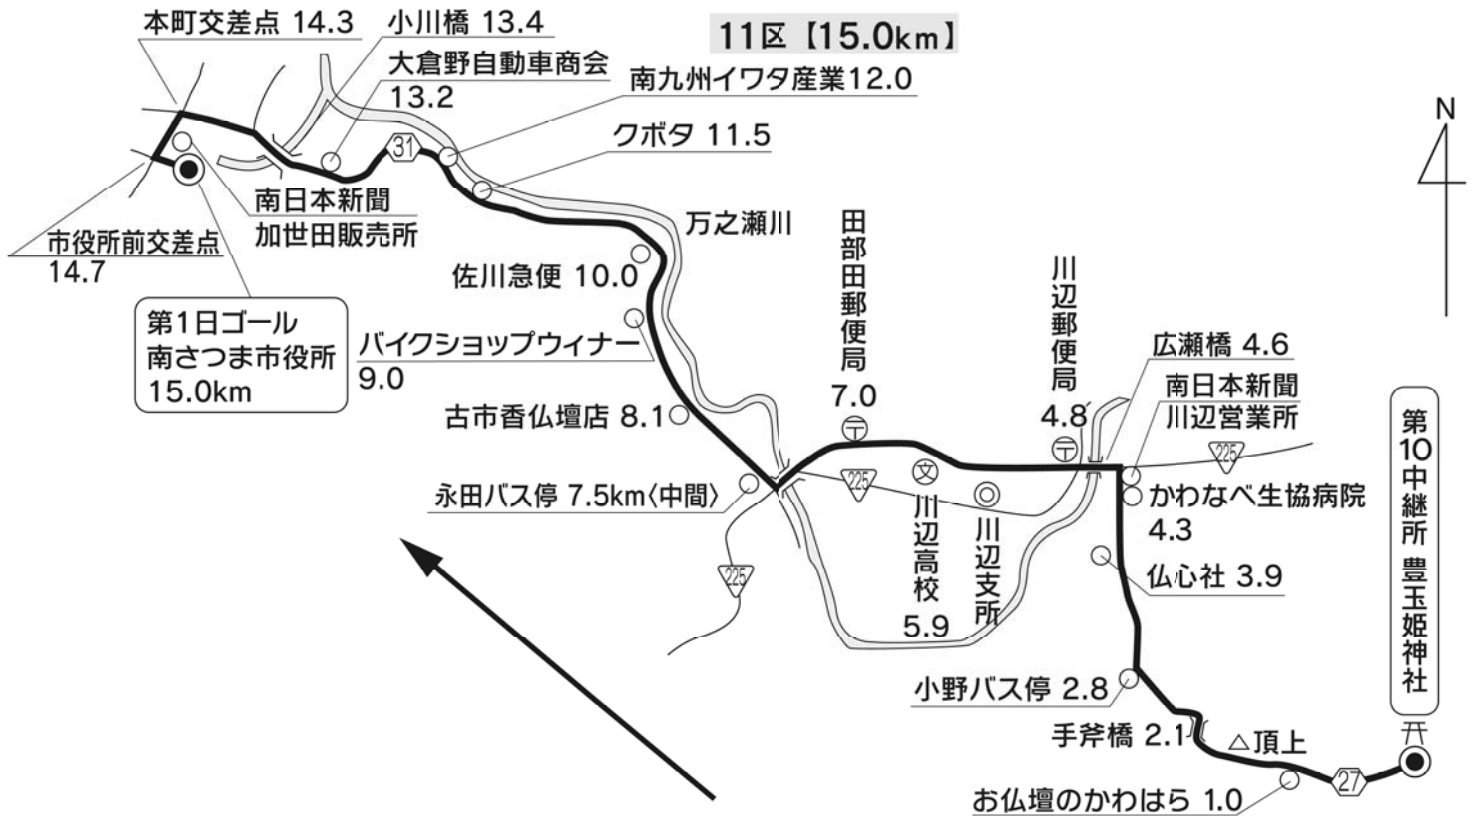 11区【15.0km】
本町交差点 14.3
小川橋 13.4
大倉野自動車商会
13.2
南九州イワタ産業12.0
クボタ 11.5
31
N
南日本新聞
加世田販売所
市役所前交差点
14.7
万之瀬川
佐川急便 10.0
第1日ゴール
南さつま市役所
15.0km
バイクショップウィナー
9.0
古市香仏壇店 8.1
田部田郵便局
7.0
〒
川辺郵便局
4.8
〒
広瀬橋 4.6
南日本新聞
川辺営業所
225
永田バス停 7.5km〈中間〉
225
文
川辺高校
5.9
川辺支所
かわなべ生協病院
4.3
仏心社 3.9
225
小野バス停 2.8
手斧橋 2.1
△頂上
お仏壇のかわはら 1.0
27
第10中継所 豊玉姫神社